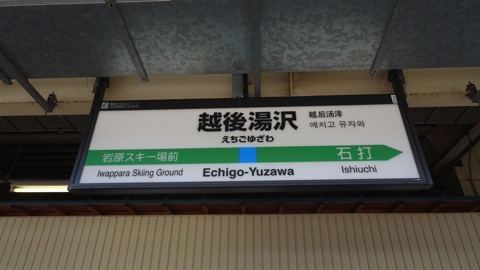 越後湯沢
越后汤泽
에치고 유자와
えちごゆざわ
岩原スキー場前
石打
Iwappara Skiing Ground
Echigo-Yuzawa
Ishiuchi